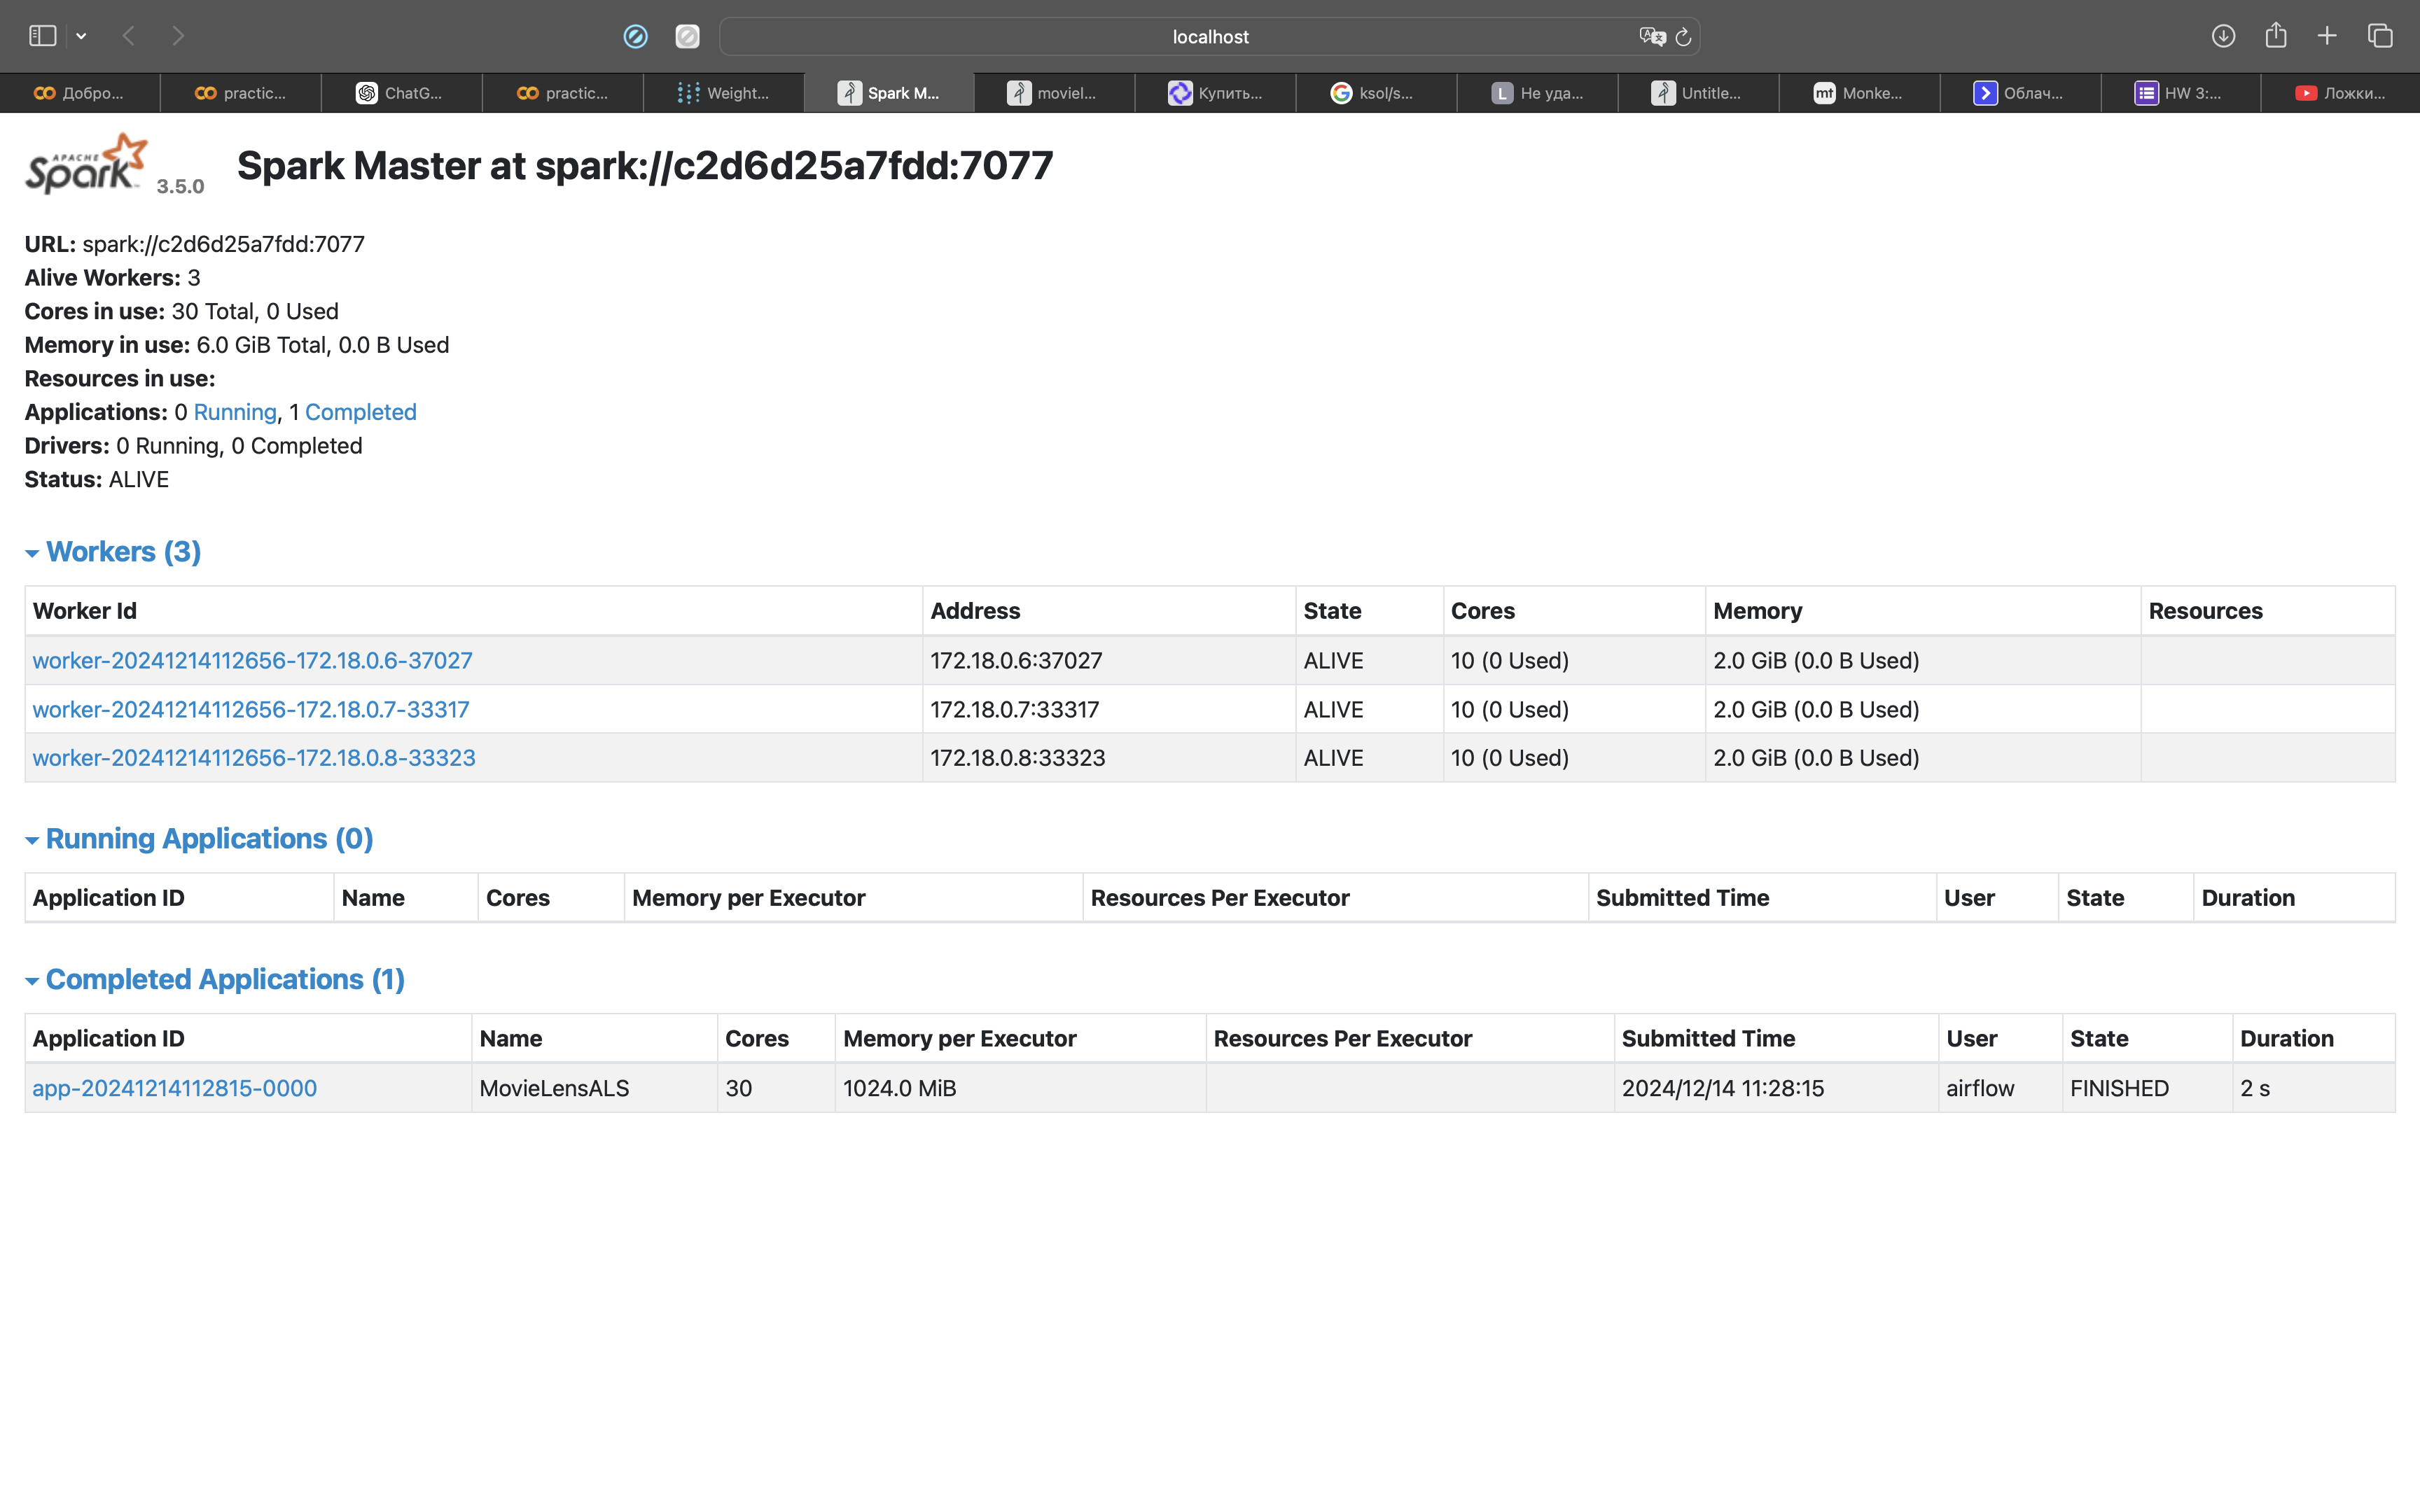 localhost
Добро... practic... ChatG... practic... Weight... Spark M... moviel... Купить... ksol/s... L Не уда... Untitle... mt Monke... Облач... HW 3:... Ложки...
APACHE Spark 3.5.0 Spark Master at spark://c2d6d25a7fdd:7077
URL: spark://c2d6d25a7fdd:7077
Alive Workers: 3
Cores in use: 30 Total, 0 Used
Memory in use: 6.0 GiB Total, 0.0 B Used
Resources in use:
Applications: 0 Running, 1 Completed
Drivers: 0 Running, 0 Completed
Status: ALIVE
Workers (3)
Worker Id Address State Cores Memory Resources
worker-20241214112656-172.18.0.6-37027 172.18.0.6:37027 ALIVE 10 (0 Used) 2.0 GiB (0.0 B Used)
worker-20241214112656-172.18.0.7-33317 172.18.0.7:33317 ALIVE 10 (0 Used) 2.0 GiB (0.0 B Used)
worker-20241214112656-172.18.0.8-33323 172.18.0.8:33323 ALIVE 10 (0 Used) 2.0 GiB (0.0 B Used)
Running Applications (0)
Application ID Name Cores Memory per Executor Resources Per Executor Submitted Time User State Duration
Completed Applications (1)
Application ID Name Cores Memory per Executor Resources Per Executor Submitted Time User State Duration
app-20241214112815-0000 MovieLensALS 30 1024.0 MiB 2024/12/14 11:28:15 airflow FINISHED 2 s